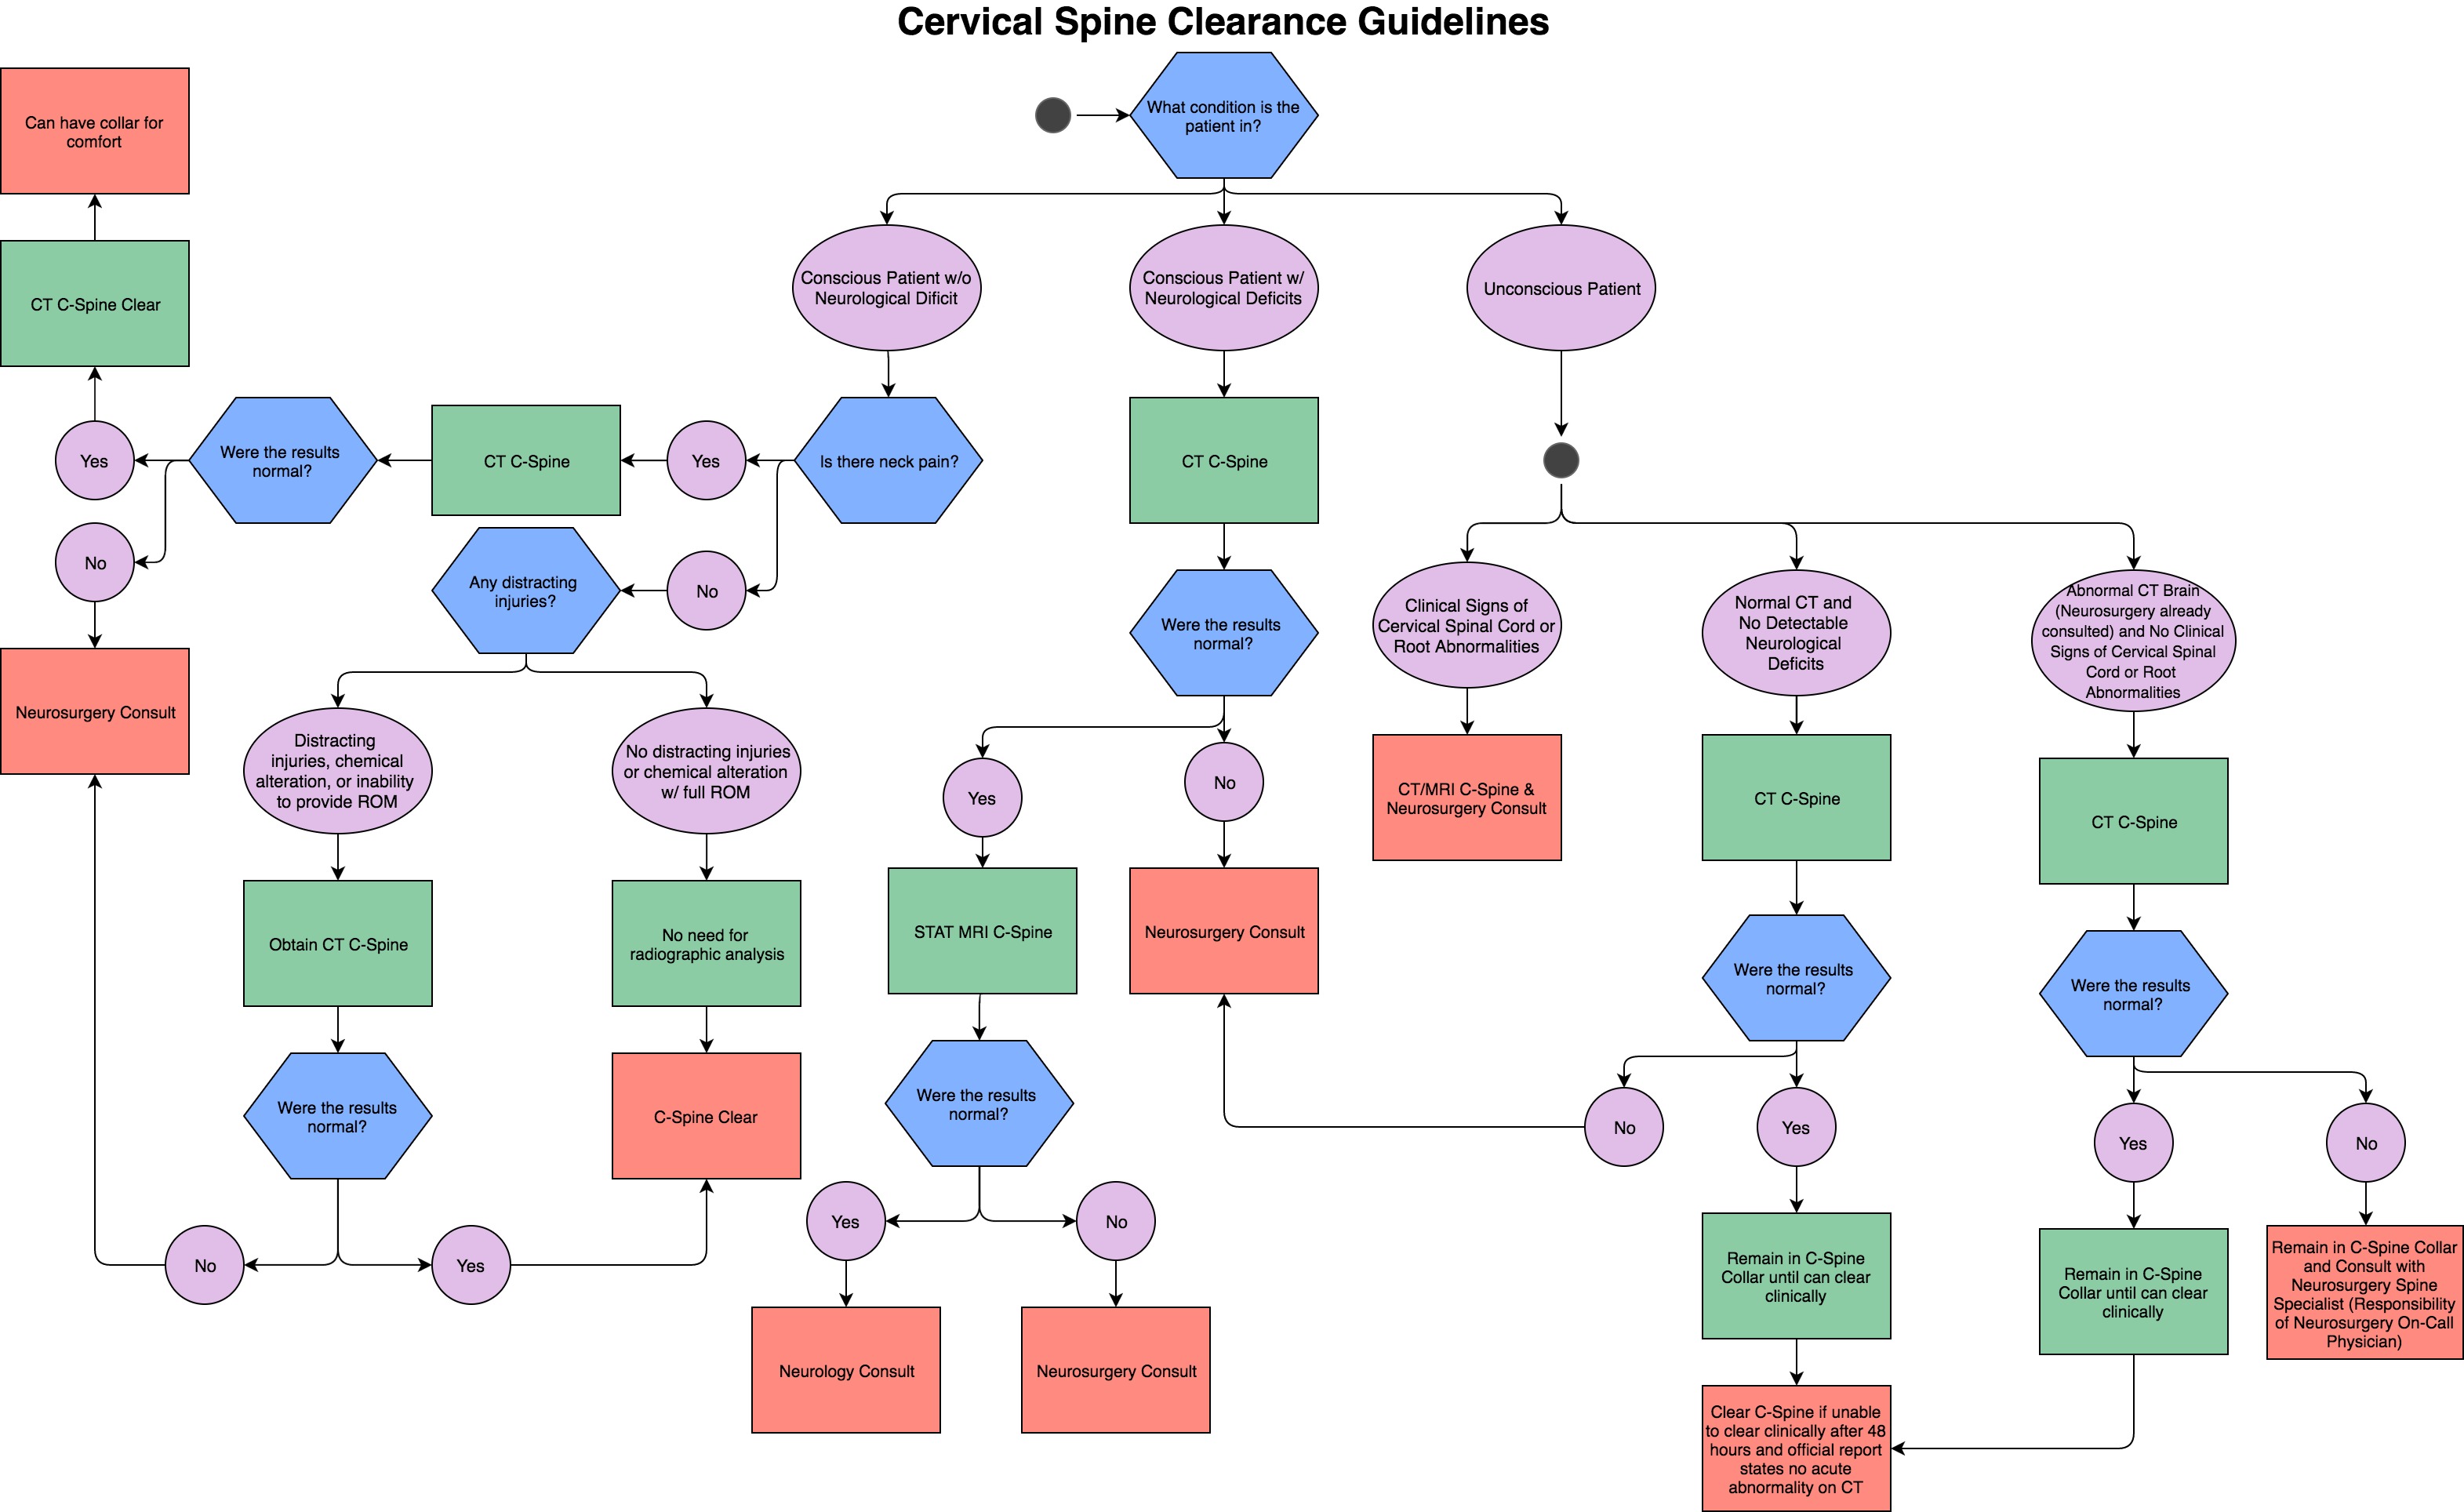 Cervical Spine Clearance Guidelines
What condition is the
patient in?
Can have collar for
comfort
CT C-Spine Clear
Conscious Patient w/o
Neurological Dificit
Conscious Patient w/
Neurological Deficits
Unconscious Patient
Yes
Were the results
normal?
CT C-Spine
Yes
Is there neck pain?
CT C-Spine
No
Any distracting
injuries?
No
Were the results
normal?
Clinical Signs of
Cervical Spinal Cord or
Root Abnormalities
Normal CT and
No Detectable
Neurological
Deficits
Abnormal CT Brain
(Neurosurgery already
consulted) and No Clinical
Signs of Cervical Spinal
Cord or Root
Abnormalities
Neurosurgery Consult
Distracting
injuries, chemical
alteration, or inability
to provide ROM
No distracting injuries
or chemical alteration
w/ full ROM
Yes
No
CT/MRI C-Spine &
Neurosurgery Consult
CT C-Spine
CT C-Spine
Obtain CT C-Spine
No need for
radiographic analysis
STAT MRI C-Spine
Neurosurgery Consult
Were the results
normal?
Were the results
normal?
Were the results
normal?
C-Spine Clear
Were the results
normal?
No
Yes
Yes
No
No
Yes
Yes
No
Remain in C-Spine
Collar until can clear
clinically
Remain in C-Spine
Collar until can clear
clinically
Remain in C-Spine Collar
and Consult with
Neurosurgery Spine
Specialist (Responsibility
of Neurosurgery On-Call
Physician)
Neurology Consult
Neurosurgery Consult
Clear C-Spine if unable
to clear clinically after 48
hours and official report
states no acute
abnormality on CT